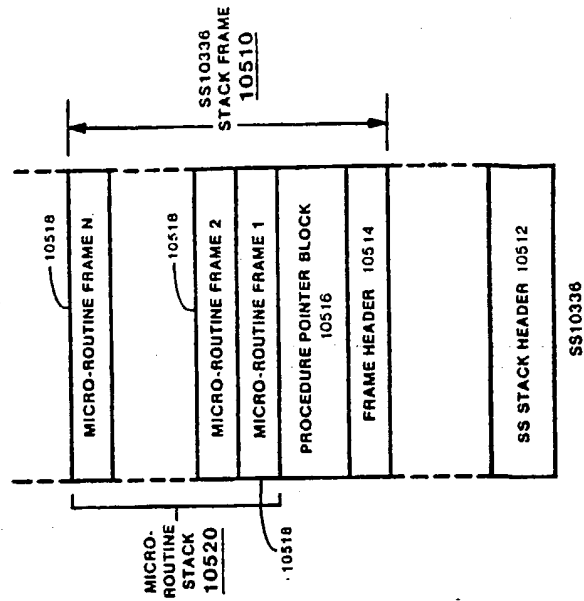 10518
MICRO-ROUTINE FRAME N
10518
MICRO-ROUTINE FRAME 2
MICRO-ROUTINE FRAME 1
PROCEDURE POINTER BLOCK
10516
FRAME HEADER 10514
SS STACK HEADER 10512
SS10336
MICRO-
ROUTINE
STACK
10520
10518
SS10336
STACK FRAME
10510